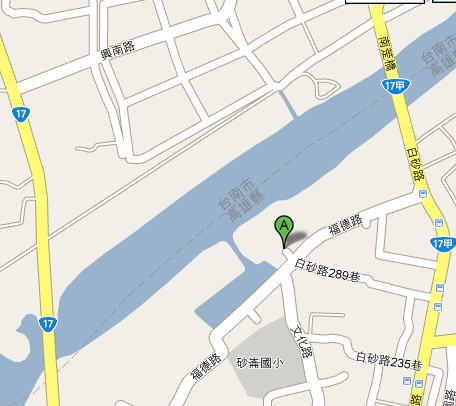 興南路
南萣橋
台南市
高雄縣
17甲
17
白砂路
台南市
高雄縣
A
福德路
17甲
白砂路289巷
17
文化路
福德路
砂崙國小
白砂路235巷